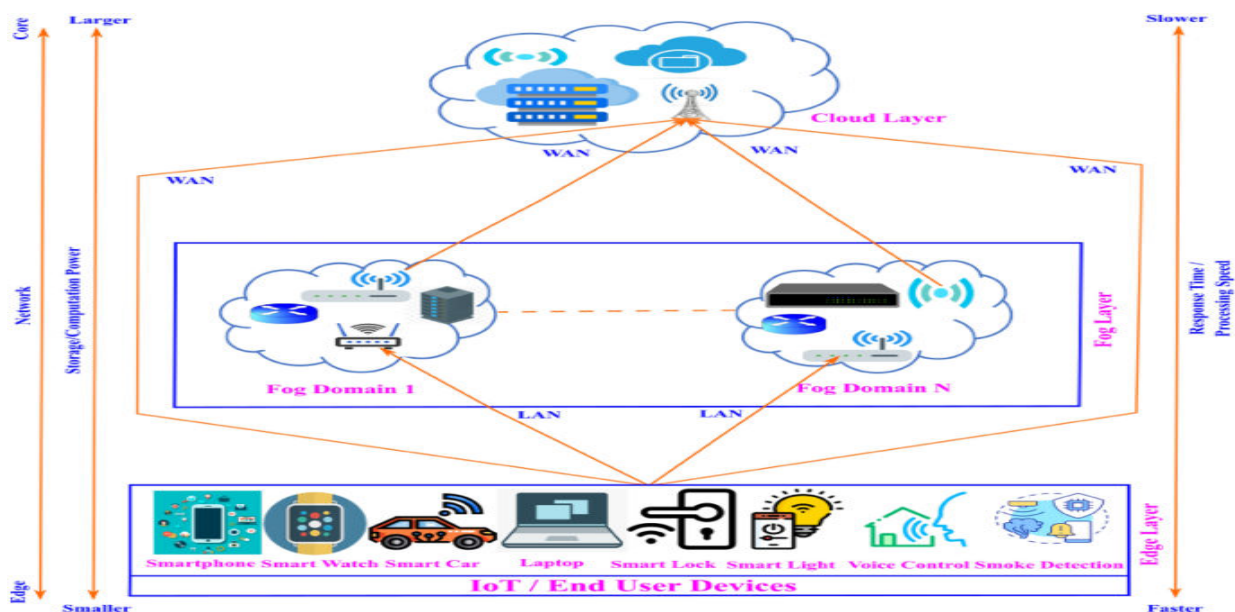 Core
Larger
Slower
Cloud Layer
WAN
WAN
WAN
WAN
Network
Storage/Computation Power
Response Time /
Processing Speed
Fog Layer
Fog Domain 1
Fog Domain N
LAN
LAN
Edge Layer
Smartphone
Smart Watch
Smart Car
Laptop
Smart Lock
Smart Light
Voice Control
Smoke Detection
IoT / End User Devices
Edge
Smaller
Faster